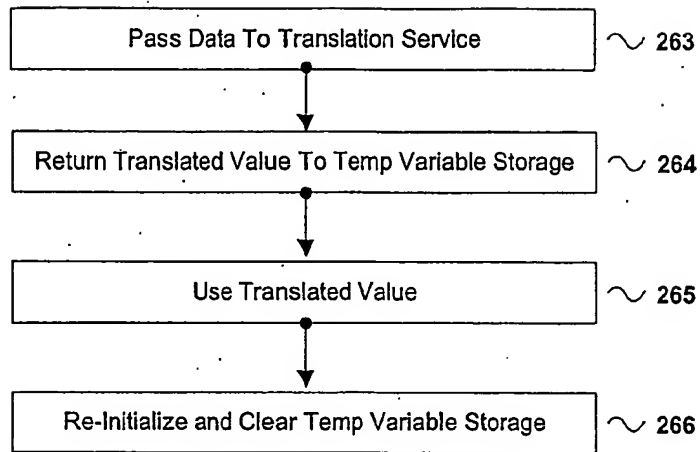 Pass Data To Translation Service 263
Return Translated Value To Temp Variable Storage 264
Use Translated Value 265
Re-Initialize and Clear Temp Variable Storage 266